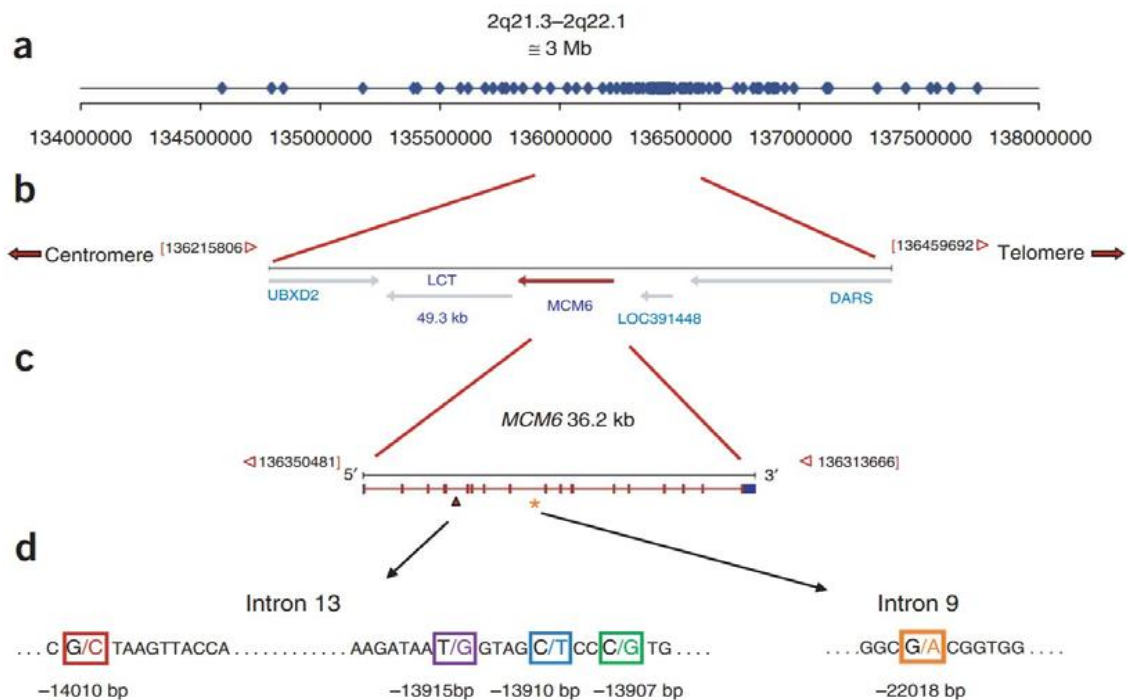 2q21.3–2q22.1
≅ 3 Mb
a
134000000 134500000 135000000 135500000 136000000 136500000 137000000 137500000 138000000
b
Centromere [136215806 [136459692 Telomere
LCT
UBXD2 MCM6 DARS
49.3 kb LOC391448
c
MCM6 36.2 kb
136350481] 5′ 3′ 136313666]
*
d
Intron 13 Intron 9
.... C G/C TAAGTTACCA ............ AAGATAA T/G GTAG C/T CC C/G TG .... ....GGC G/A CGGTGG ....
–14010 bp –13915bp –13910 bp –13907 bp –22018 bp